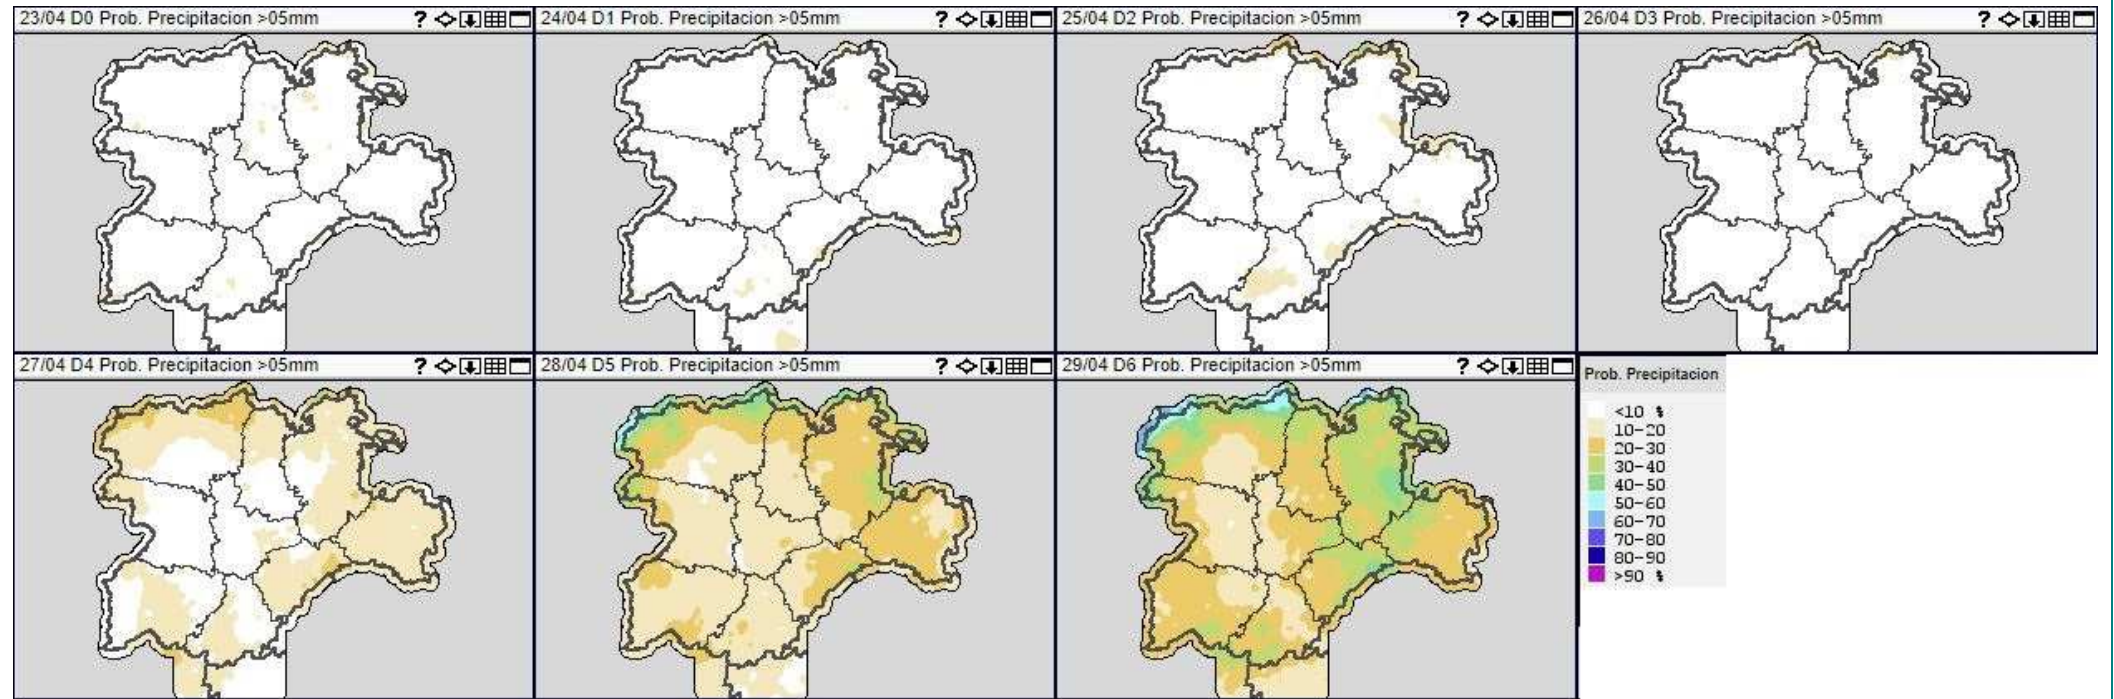 23/04 D0 Prob. Precipitacion >05mm ?
24/04 D1 Prob. Precipitacion >05mm ?
25/04 D2 Prob. Precipitacion >05mm ?
26/04 D3 Prob. Precipitacion >05mm ?
27/04 D4 Prob. Precipitacion >05mm ?
28/04 D5 Prob. Precipitacion >05mm ?
29/04 D6 Prob. Precipitacion >05mm ?
Prob. Precipitacion
<10 %
10-20
20-30
30-40
40-50
50-60
60-70
70-80
80-90
>90 %